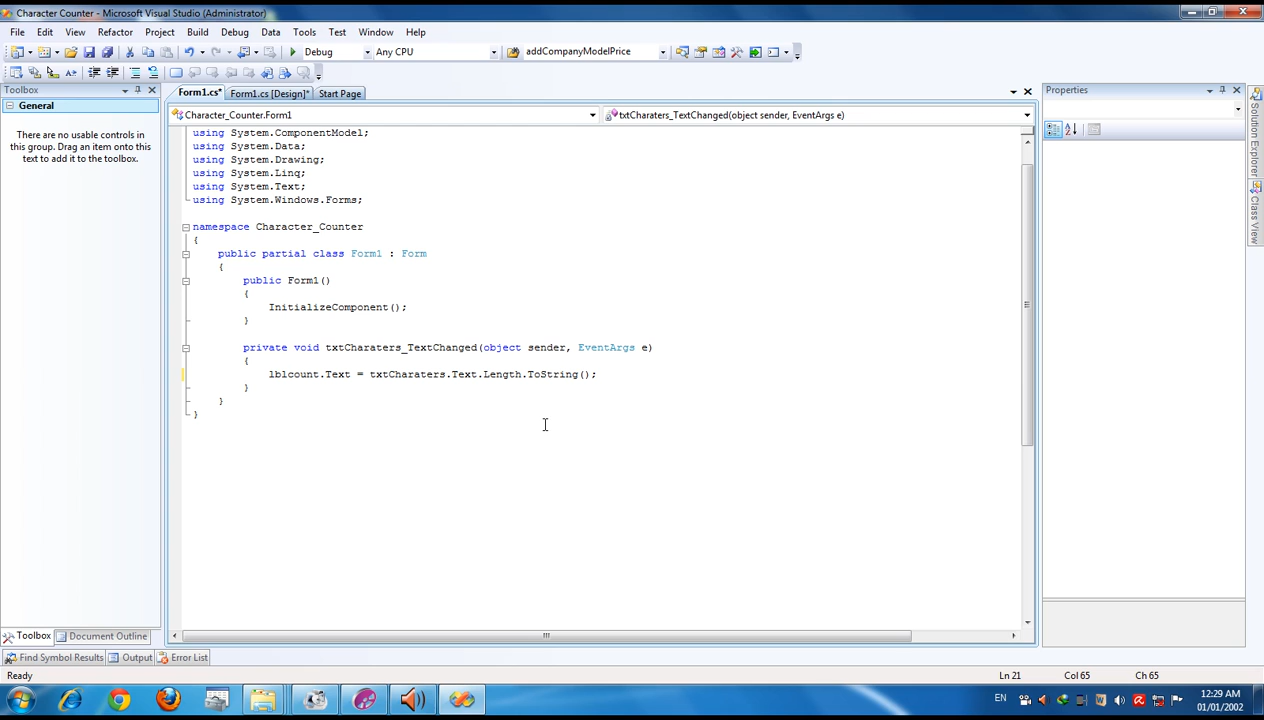 Character Counter - Microsoft Visual Studio (Administrator)
File Edit View Refactor Project Build Debug Data Tools Test Window Help
Debug Any CPU addCompanyModelPrice
Toolbox
Form1.cs* Form1.cs [Design]* Start Page
Properties
General
Character_Counter.Form1 txtCharaters_TextChanged(object sender, EventArgs e)
There are no usable controls in
this group. Drag an item onto this
text to add it to the toolbox.
using System.ComponentModel;
using System.Data;
using System.Drawing;
using System.Linq;
using System.Text;
using System.Windows.Forms;
namespace Character_Counter
{
public partial class Form1 : Form
{
public Form1()
{
InitializeComponent();
}
private void txtCharaters_TextChanged(object sender, EventArgs e)
{
lblcount.Text = txtCharaters.Text.Length.ToString();
}
}
}
Solution Explorer
Class View
Toolbox Document Outline
Find Symbol Results Output Error List
Ready Ln 21 Col 65 Ch 65
EN 12:29 AM
01/01/2002